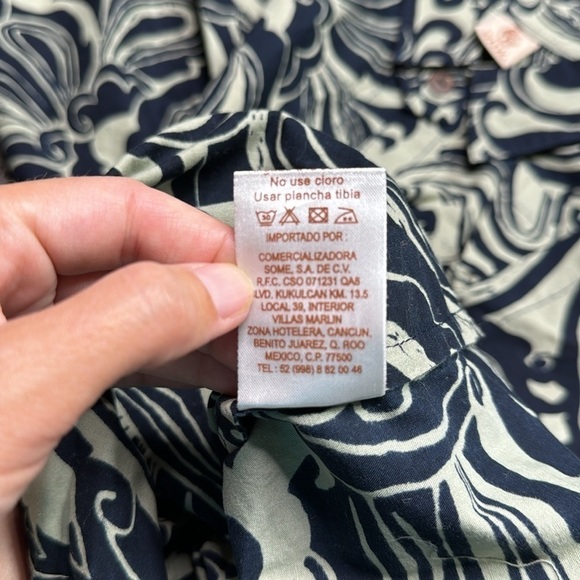 No use cloro
Usar plancha tibia
30
IMPORTADO POR :
COMERCIALIZADORA
SOME, S.A. DE C.V.
R.F.C. CSO 071231 QA8
LVD. KUKULCAN KM. 13.5
LOCAL 39, INTERIOR
VILLAS MARLIN
ZONA HOTELERA, CANCUN,
BENITO JUAREZ, Q. ROO
MEXICO, C.P. 77500
TEL : 52 (998) 8 82 00 46